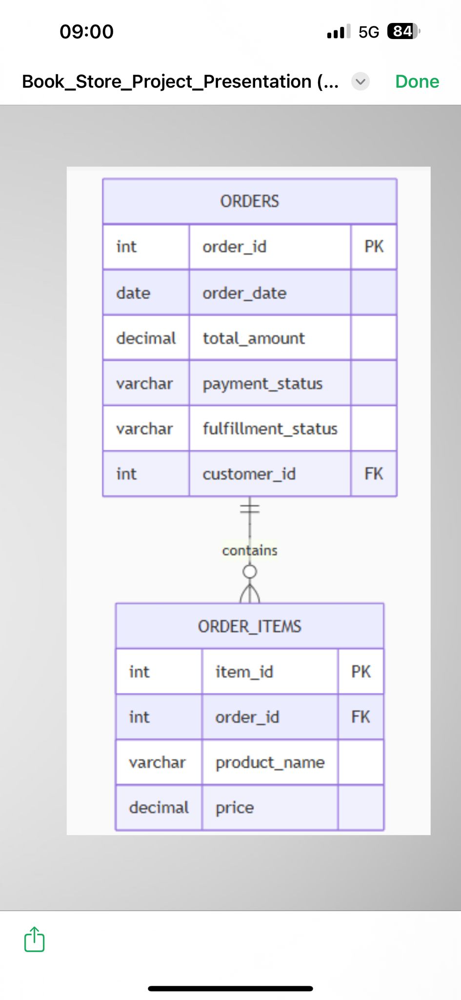 09:00
5G 84
Book_Store_Project_Presentation (...
Done
ORDERS
int order_id PK
date order_date
decimal total_amount
varchar payment_status
varchar fulfillment_status
int customer_id FK
contains
ORDER_ITEMS
int item_id PK
int order_id FK
varchar product_name
decimal price